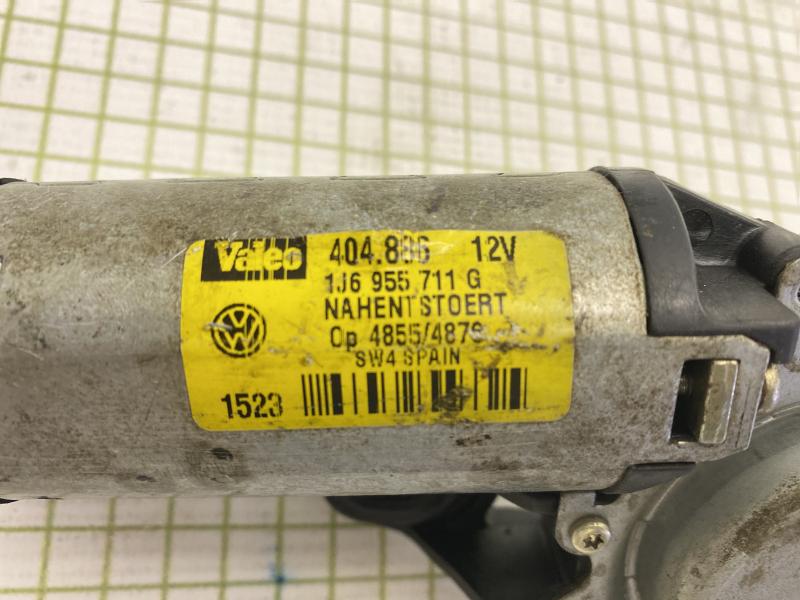 Valeo 404.886 12V
1J6 955 711 G
NAHENTSTOERT
Op 4855/4879
SW4 SPAIN
1523